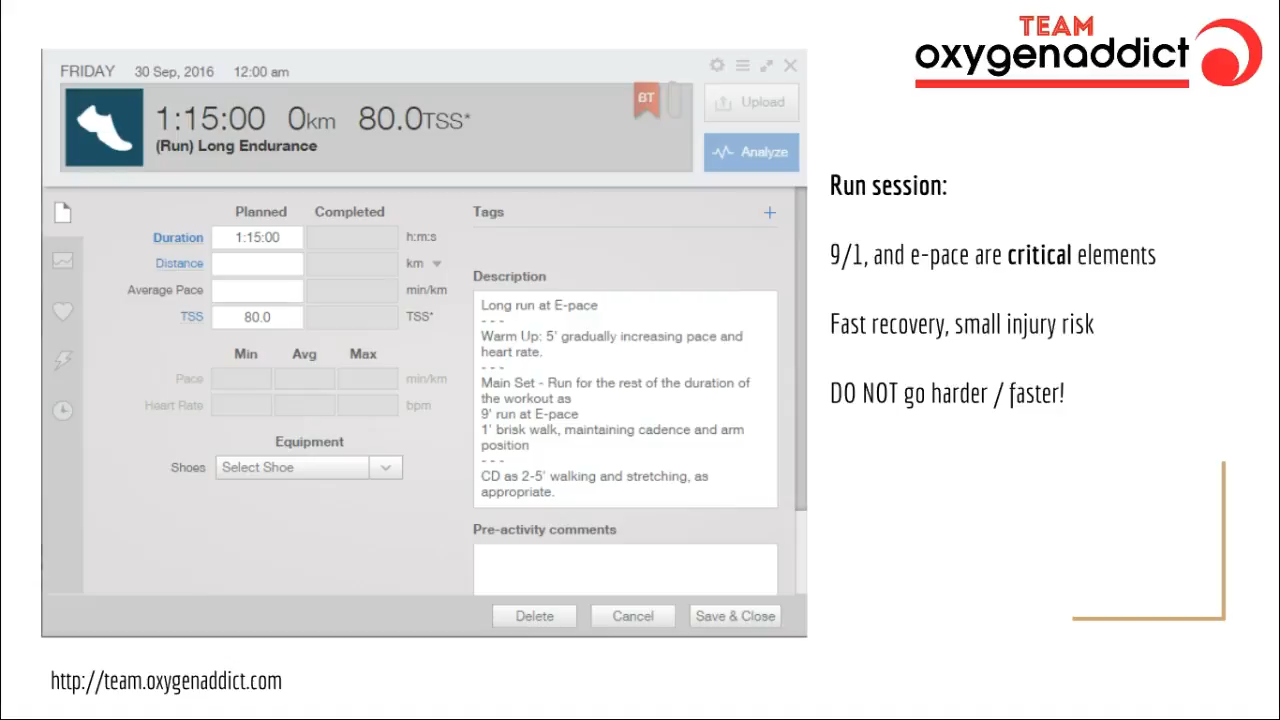 TEAM
oxygenaddict
FRIDAY 30 Sep, 2016 12:00 am
1:15:00 0km 80.0TSS*
(Run) Long Endurance
BT
Upload
Analyze
Planned Completed
Duration 1:15:00 h:m:s
Distance km
Average Pace min/km
TSS 80.0 TSS*
Min Avg Max
Pace min/km
Heart Rate bpm
Equipment
Shoes Select Shoe
Tags +
Description
Long run at E-pace
- - -
Warm Up: 5' gradually increasing pace and
heart rate.
- - -
Main Set - Run for the rest of the duration of
the workout as
9' run at E-pace
1' brisk walk, maintaining cadence and arm
position
- - -
CD as 2-5' walking and stretching, as
appropriate.
Pre-activity comments
Delete Cancel Save & Close
Run session:
9/1, and e-pace are critical elements
Fast recovery, small injury risk
DO NOT go harder / faster!
http://team.oxygenaddict.com